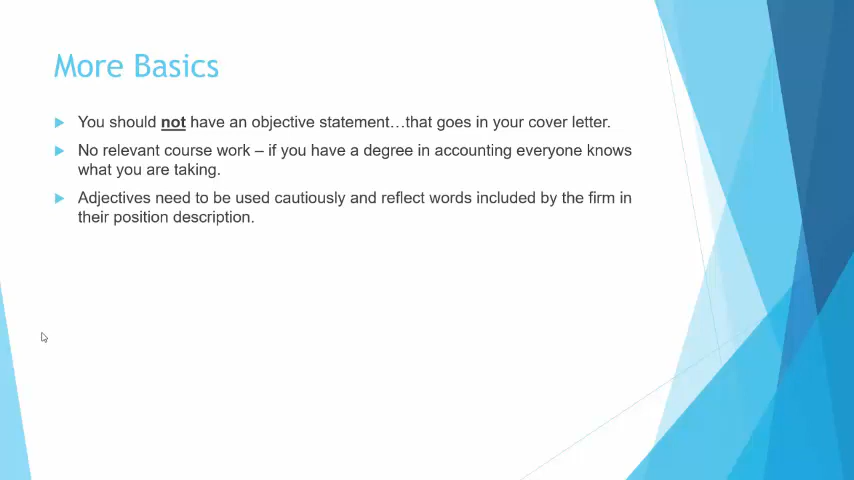 More Basics
You should not have an objective statement…that goes in your cover letter.
No relevant course work – if you have a degree in accounting everyone knows
what you are taking.
Adjectives need to be used cautiously and reflect words included by the firm in
their position description.